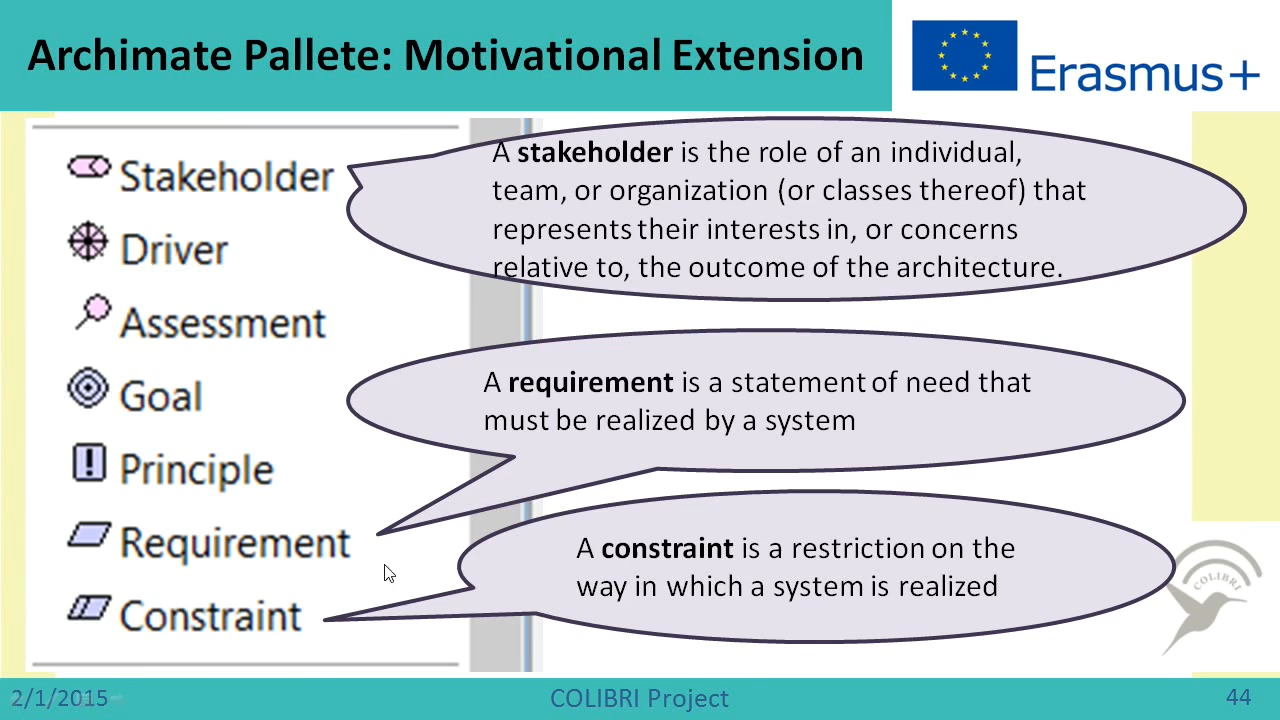 Archimate Pallete: Motivational Extension
Erasmus+
Stakeholder
Driver
Assessment
Goal
Principle
Requirement
Constraint
A stakeholder is the role of an individual,
team, or organization (or classes thereof) that
represents their interests in, or concerns
relative to, the outcome of the architecture.
A requirement is a statement of need that
must be realized by a system
A constraint is a restriction on the
way in which a system is realized
COLIBRI
2/1/2015
COLIBRI Project
44